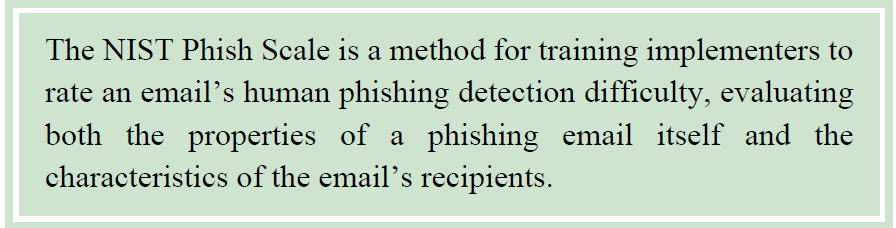 The NIST Phish Scale is a method for training implementers to
rate an email’s human phishing detection difficulty, evaluating
both the properties of a phishing email itself and the
characteristics of the email’s recipients.